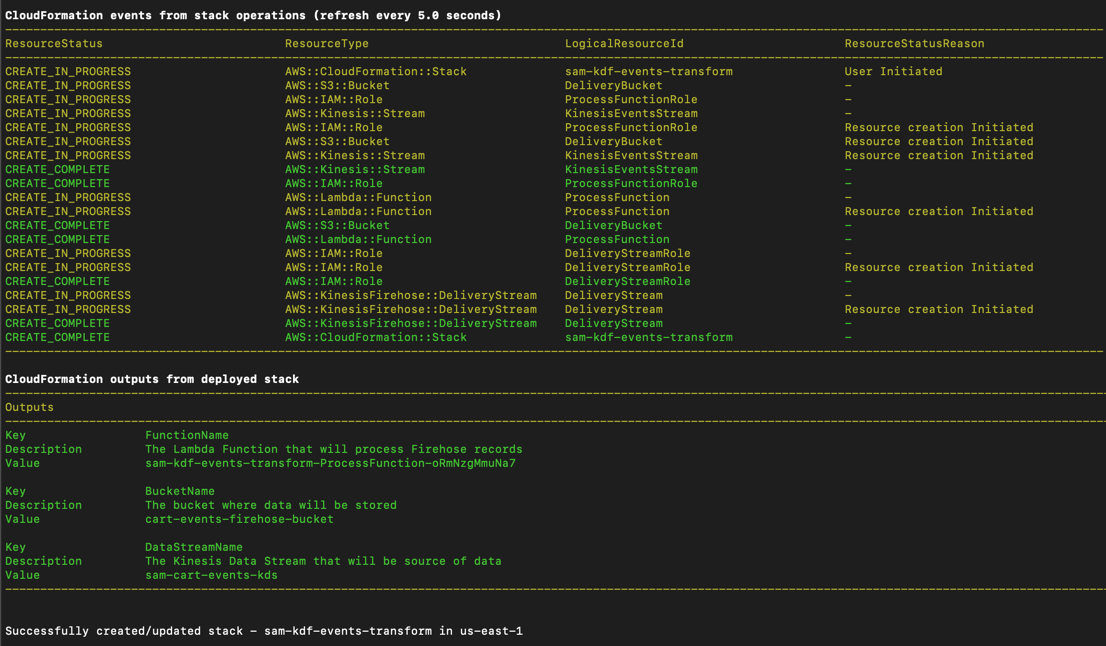 CloudFormation events from stack operations (refresh every 5.0 seconds)
ResourceStatus ResourceType LogicalResourceId ResourceStatusReason
CREATE_IN_PROGRESS AWS::CloudFormation::Stack sam-kdf-events-transform User Initiated
CREATE_IN_PROGRESS AWS::S3::Bucket DeliveryBucket -
CREATE_IN_PROGRESS AWS::IAM::Role ProcessFunctionRole -
CREATE_IN_PROGRESS AWS::Kinesis::Stream KinesisEventsStream -
CREATE_IN_PROGRESS AWS::IAM::Role ProcessFunctionRole Resource creation Initiated
CREATE_IN_PROGRESS AWS::S3::Bucket DeliveryBucket Resource creation Initiated
CREATE_IN_PROGRESS AWS::Kinesis::Stream KinesisEventsStream Resource creation Initiated
CREATE_COMPLETE AWS::Kinesis::Stream KinesisEventsStream -
CREATE_COMPLETE AWS::IAM::Role ProcessFunctionRole -
CREATE_IN_PROGRESS AWS::Lambda::Function ProcessFunction -
CREATE_IN_PROGRESS AWS::Lambda::Function ProcessFunction Resource creation Initiated
CREATE_COMPLETE AWS::S3::Bucket DeliveryBucket -
CREATE_COMPLETE AWS::Lambda::Function ProcessFunction -
CREATE_IN_PROGRESS AWS::IAM::Role DeliveryStreamRole -
CREATE_IN_PROGRESS AWS::IAM::Role DeliveryStreamRole Resource creation Initiated
CREATE_COMPLETE AWS::IAM::Role DeliveryStreamRole -
CREATE_IN_PROGRESS AWS::KinesisFirehose::DeliveryStream DeliveryStream -
CREATE_IN_PROGRESS AWS::KinesisFirehose::DeliveryStream DeliveryStream Resource creation Initiated
CREATE_COMPLETE AWS::KinesisFirehose::DeliveryStream DeliveryStream -
CREATE_COMPLETE AWS::CloudFormation::Stack sam-kdf-events-transform -
CloudFormation outputs from deployed stack
Outputs
Key FunctionName
Description The Lambda Function that will process Firehose records
Value sam-kdf-events-transform-ProcessFunction-oRmNzgMmuNa7
Key BucketName
Description The bucket where data will be stored
Value cart-events-firehose-bucket
Key DataStreamName
Description The Kinesis Data Stream that will be source of data
Value sam-cart-events-kds
Successfully created/updated stack - sam-kdf-events-transform in us-east-1